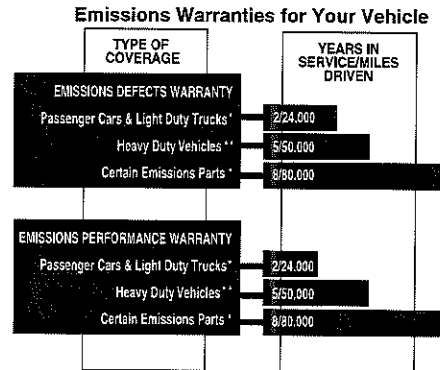 Emissions Warranties for Your Vehicle
TYPE OF
COVERAGE
YEARS IN
SERVICE/MILES
DRIVEN
EMISSIONS DEFECTS WARRANTY
Passenger Cars & Light Duty Trucks* 2/24,000
Heavy Duty Vehicles** 5/50,000
Certain Emissions Parts* 8/80,000
EMISSIONS PERFORMANCE WARRANTY
Passenger Cars & Light Duty Trucks* 2/24,000
Heavy Duty Vehicles** 5/50,000
Certain Emissions Parts* 8/80,000